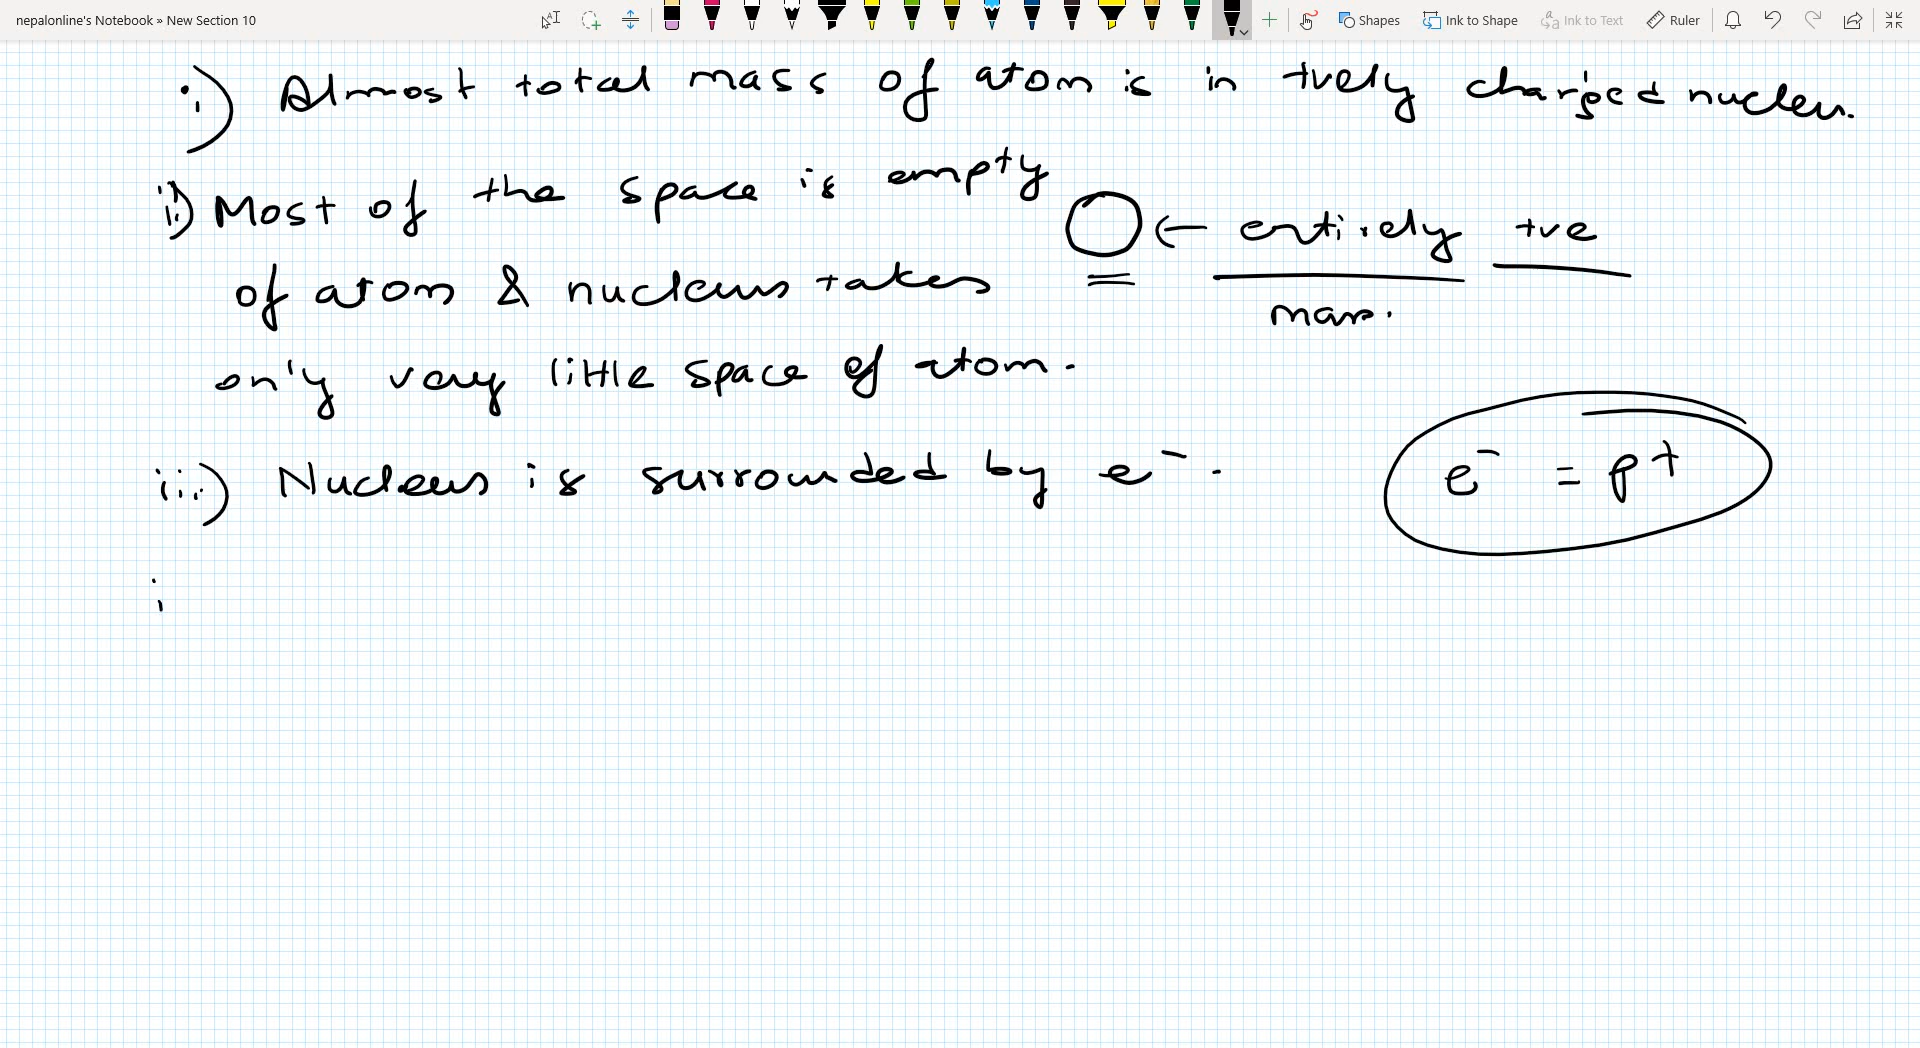 nepalonline's Notebook » New Section 10
Shapes Ink to Shape Ink to Text Ruler
i) Almost total mass of atom is in +vely charged nucleu.
ii) Most of the space is empty
← entirely +ve
of atom & nucleus takes
mass.
only very little space of atom.
iii) Nucleus is surrounded by e⁻.
e⁻ = p⁺
i